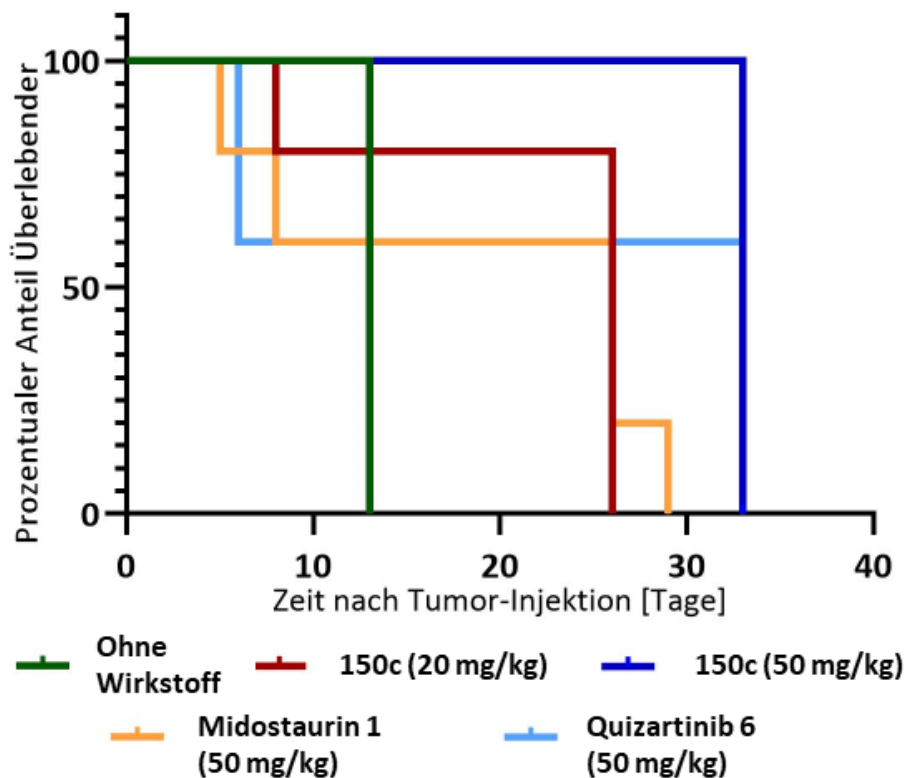 Prozentualer Anteil Überlebender
100
50
0
0 10 20 30 40
Zeit nach Tumor-Injektion [Tage]
Ohne
Wirkstoff
150c (20 mg/kg)
150c (50 mg/kg)
Midostaurin 1
(50 mg/kg)
Quizartinib 6
(50 mg/kg)